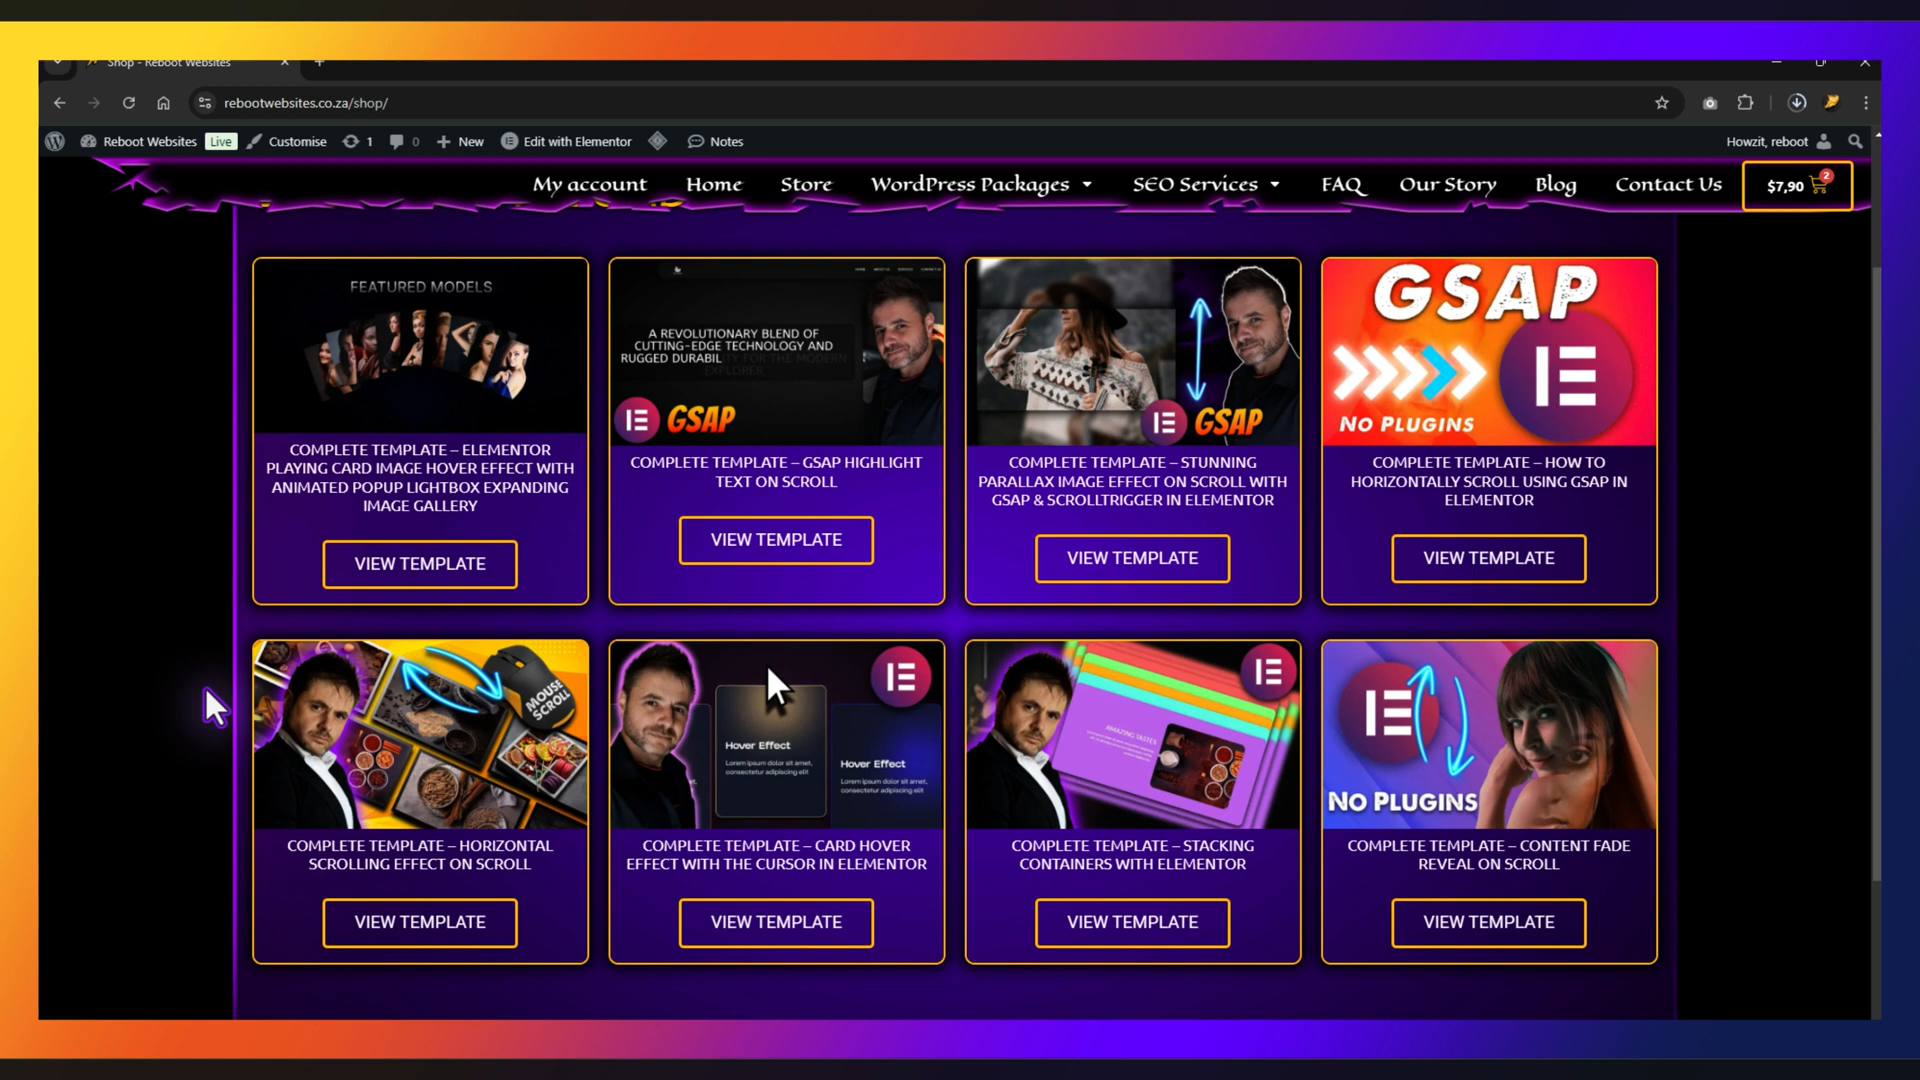 Shop - Reboot Websites
rebootwebsites.co.za/shop/
Reboot Websites Live Customise 1 0 New Edit with Elementor Notes Howzit, reboot
My account Home Store WordPress Packages SEO Services FAQ Our Story Blog Contact Us $7,90 2
FEATURED MODELS
COMPLETE TEMPLATE – ELEMENTOR
PLAYING CARD IMAGE HOVER EFFECT WITH
ANIMATED POPUP LIGHTBOX EXPANDING
IMAGE GALLERY
VIEW TEMPLATE
A REVOLUTIONARY BLEND OF
CUTTING-EDGE TECHNOLOGY AND
RUGGED DURABILITY FOR THE MODERN
EXPLORER
GSAP
COMPLETE TEMPLATE – GSAP HIGHLIGHT
TEXT ON SCROLL
VIEW TEMPLATE
GSAP
COMPLETE TEMPLATE – STUNNING
PARALLAX IMAGE EFFECT ON SCROLL WITH
GSAP & SCROLLTRIGGER IN ELEMENTOR
VIEW TEMPLATE
GSAP
NO PLUGINS
COMPLETE TEMPLATE – HOW TO
HORIZONTALLY SCROLL USING GSAP IN
ELEMENTOR
VIEW TEMPLATE
MOUSE
SCROLL
COMPLETE TEMPLATE – HORIZONTAL
SCROLLING EFFECT ON SCROLL
VIEW TEMPLATE
Hover Effect
Lorem ipsum dolor sit amet,
consectetur adipiscing elit
Hover Effect
Lorem ipsum dolor sit amet,
consectetur adipiscing elit
COMPLETE TEMPLATE – CARD HOVER
EFFECT WITH THE CURSOR IN ELEMENTOR
VIEW TEMPLATE
AMAZING TASTES
COMPLETE TEMPLATE – STACKING
CONTAINERS WITH ELEMENTOR
VIEW TEMPLATE
NO PLUGINS
COMPLETE TEMPLATE – CONTENT FADE
REVEAL ON SCROLL
VIEW TEMPLATE